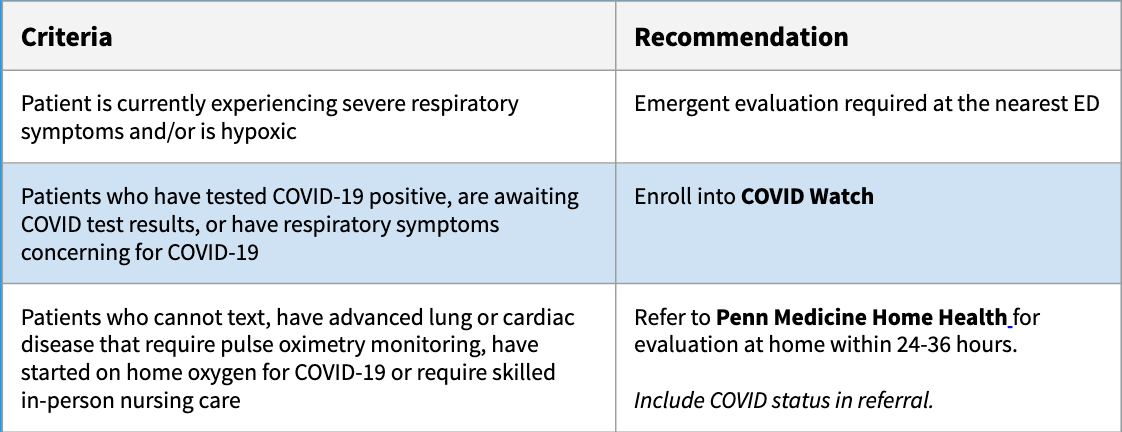 Criteria
Recommendation
Patient is currently experiencing severe respiratory
symptoms and/or is hypoxic
Emergent evaluation required at the nearest ED
Patients who have tested COVID-19 positive, are awaiting
COVID test results, or have respiratory symptoms
concerning for COVID-19
Enroll into COVID Watch
Patients who cannot text, have advanced lung or cardiac
disease that require pulse oximetry monitoring, have
started on home oxygen for COVID-19 or require skilled
in-person nursing care
Refer to Penn Medicine Home Health for
evaluation at home within 24-36 hours.
Include COVID status in referral.